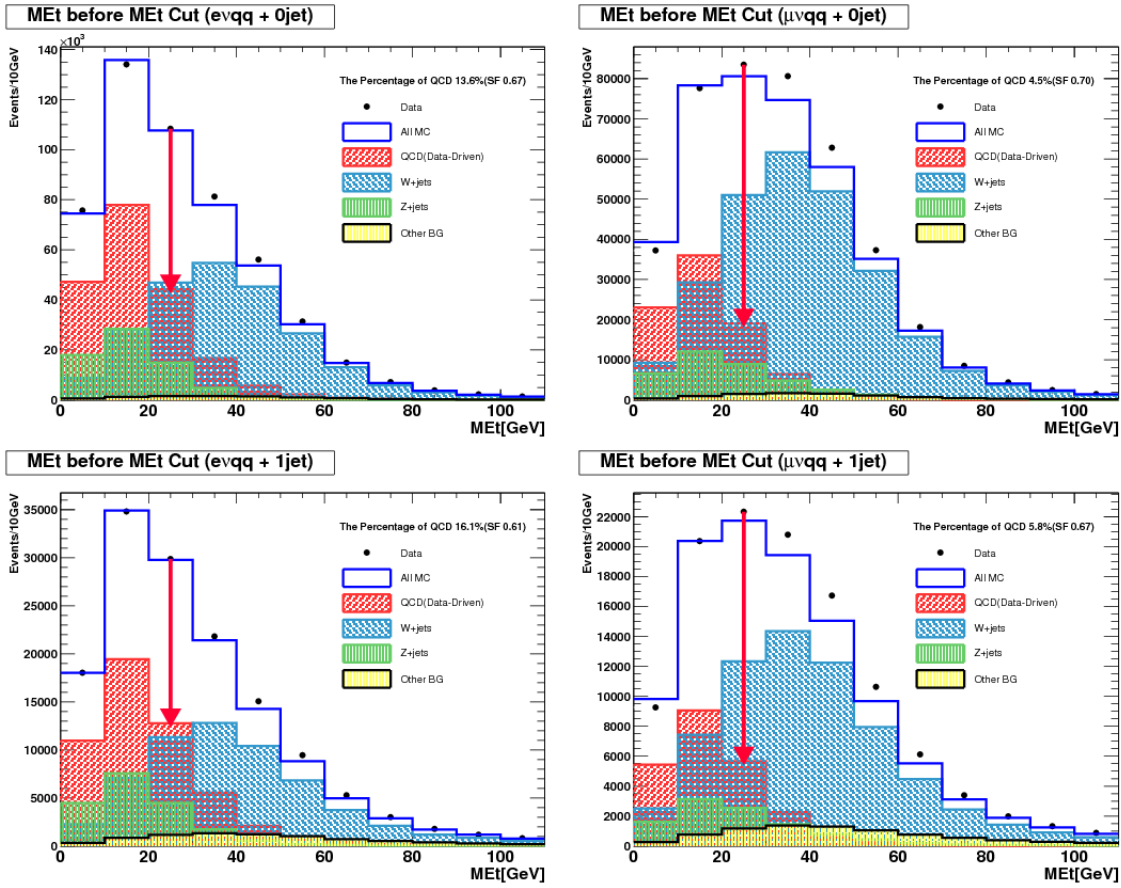 MEt before MEt Cut (eνqq + 0jet)
×10³
Events/10GeV
140
120
100
80
60
40
20
0
The Percentage of QCD 13.6%(SF 0.67)
Data
All MC
QCD(Data-Driven)
W+jets
Z+jets
Other BG
0 20 40 60 80 100
MEt[GeV]
MEt before MEt Cut (μνqq + 0jet)
Events/10GeV
80000
70000
60000
50000
40000
30000
20000
10000
0
The Percentage of QCD 4.5%(SF 0.70)
Data
All MC
QCD(Data-Driven)
W+jets
Z+jets
Other BG
0 20 40 60 80 100
MEt[GeV]
MEt before MEt Cut (eνqq + 1jet)
Events/10GeV
35000
30000
25000
20000
15000
10000
5000
0
The Percentage of QCD 16.1%(SF 0.61)
Data
All MC
QCD(Data-Driven)
W+jets
Z+jets
Other BG
0 20 40 60 80 100
MEt[GeV]
MEt before MEt Cut (μνqq + 1jet)
Events/10GeV
22000
20000
18000
16000
14000
12000
10000
8000
6000
4000
2000
0
The Percentage of QCD 5.8%(SF 0.67)
Data
All MC
QCD(Data-Driven)
W+jets
Z+jets
Other BG
0 20 40 60 80 100
MEt[GeV]